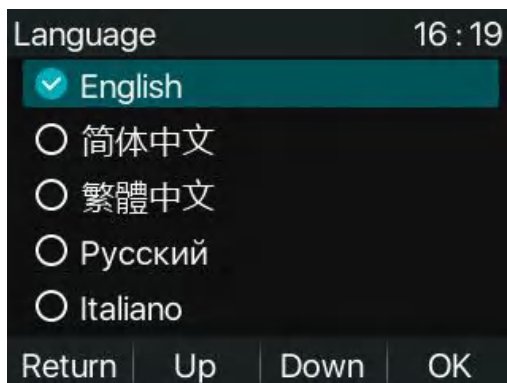 Language 16:19
English
简体中文
繁體中文
Русский
Italiano
Return Up Down OK